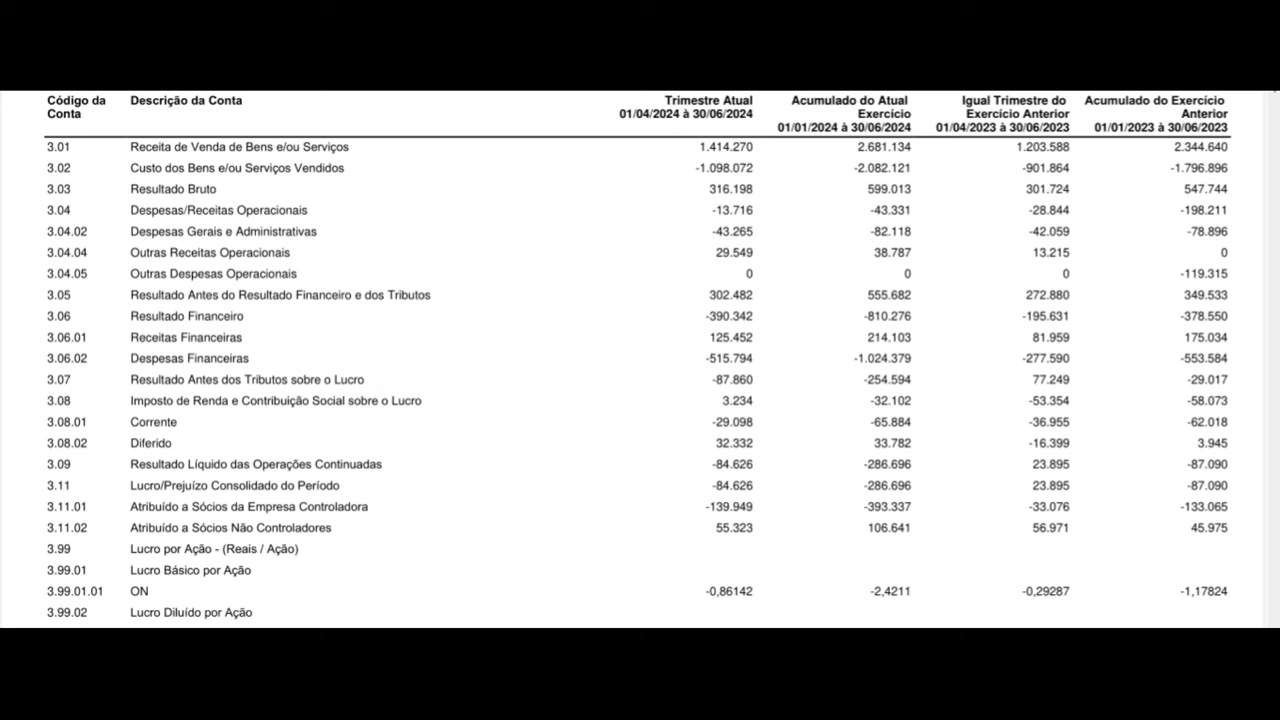 Código da Conta Descrição da Conta Trimestre Atual 01/04/2024 à 30/06/2024 Acumulado do Atual Exercício 01/01/2024 à 30/06/2024 Igual Trimestre do Exercício Anterior 01/04/2023 à 30/06/2023 Acumulado do Exercício Anterior 01/01/2023 à 30/06/2023
3.01 Receita de Venda de Bens e/ou Serviços 1.414.270 2.681.134 1.203.588 2.344.640
3.02 Custo dos Bens e/ou Serviços Vendidos -1.098.072 -2.082.121 -901.864 -1.796.896
3.03 Resultado Bruto 316.198 599.013 301.724 547.744
3.04 Despesas/Receitas Operacionais -13.716 -43.331 -28.844 -198.211
3.04.02 Despesas Gerais e Administrativas -43.265 -82.118 -42.059 -78.896
3.04.04 Outras Receitas Operacionais 29.549 38.787 13.215 0
3.04.05 Outras Despesas Operacionais 0 0 0 -119.315
3.05 Resultado Antes do Resultado Financeiro e dos Tributos 302.482 555.682 272.880 349.533
3.06 Resultado Financeiro -390.342 -810.276 -195.631 -378.550
3.06.01 Receitas Financeiras 125.452 214.103 81.959 175.034
3.06.02 Despesas Financeiras -515.794 -1.024.379 -277.590 -553.584
3.07 Resultado Antes dos Tributos sobre o Lucro -87.860 -254.594 77.249 -29.017
3.08 Imposto de Renda e Contribuição Social sobre o Lucro 3.234 -32.102 -53.354 -58.073
3.08.01 Corrente -29.098 -65.884 -36.955 -62.018
3.08.02 Diferido 32.332 33.782 -16.399 3.945
3.09 Resultado Líquido das Operações Continuadas -84.626 -286.696 23.895 -87.090
3.11 Lucro/Prejuízo Consolidado do Período -84.626 -286.696 23.895 -87.090
3.11.01 Atribuído a Sócios da Empresa Controladora -139.949 -393.337 -33.076 -133.065
3.11.02 Atribuído a Sócios Não Controladores 55.323 106.641 56.971 45.975
3.99 Lucro por Ação - (Reais / Ação)
3.99.01 Lucro Básico por Ação
3.99.01.01 ON -0,86142 -2,4211 -0,29287 -1,17824
3.99.02 Lucro Diluído por Ação